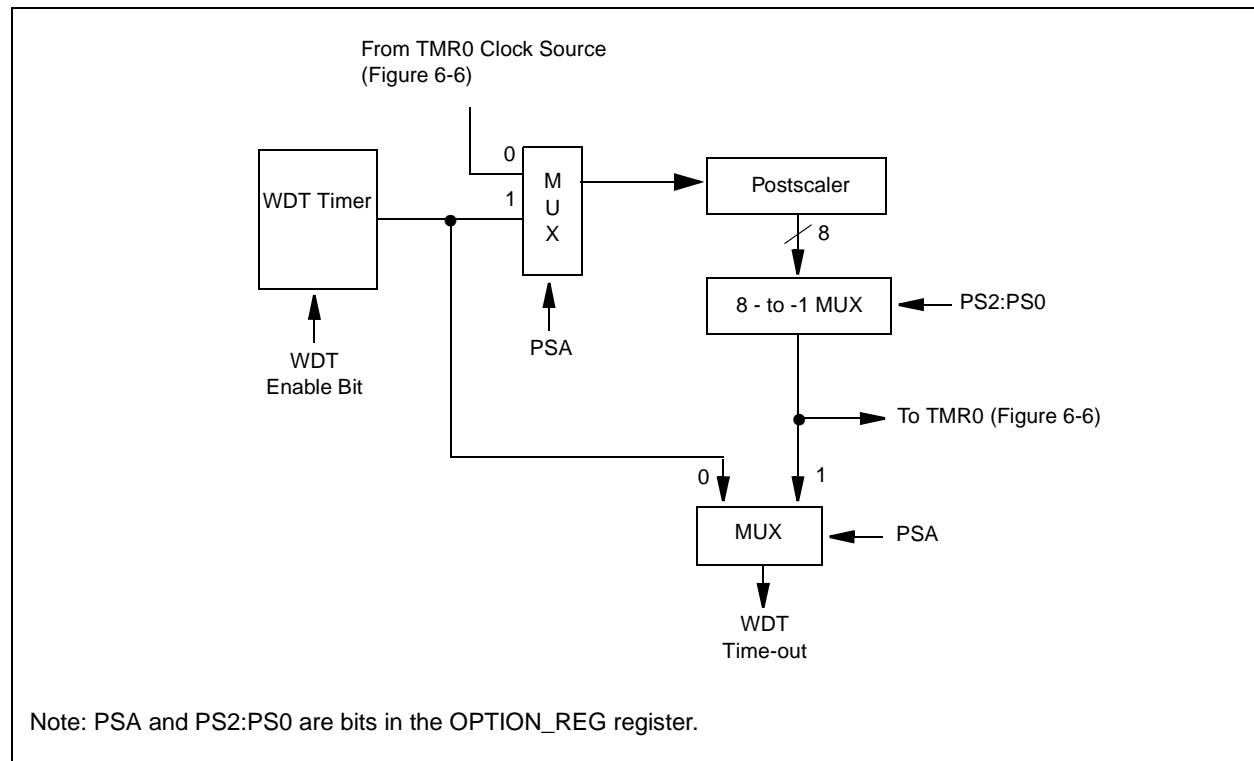 From TMR0 Clock Source
(Figure 6-6)
0
1
M
U
X
WDT Timer
Postscaler
8
8 - to -1 MUX
PS2:PS0
PSA
WDT
Enable Bit
To TMR0 (Figure 6-6)
0
1
MUX
PSA
WDT
Time-out
Note: PSA and PS2:PS0 are bits in the OPTION_REG register.